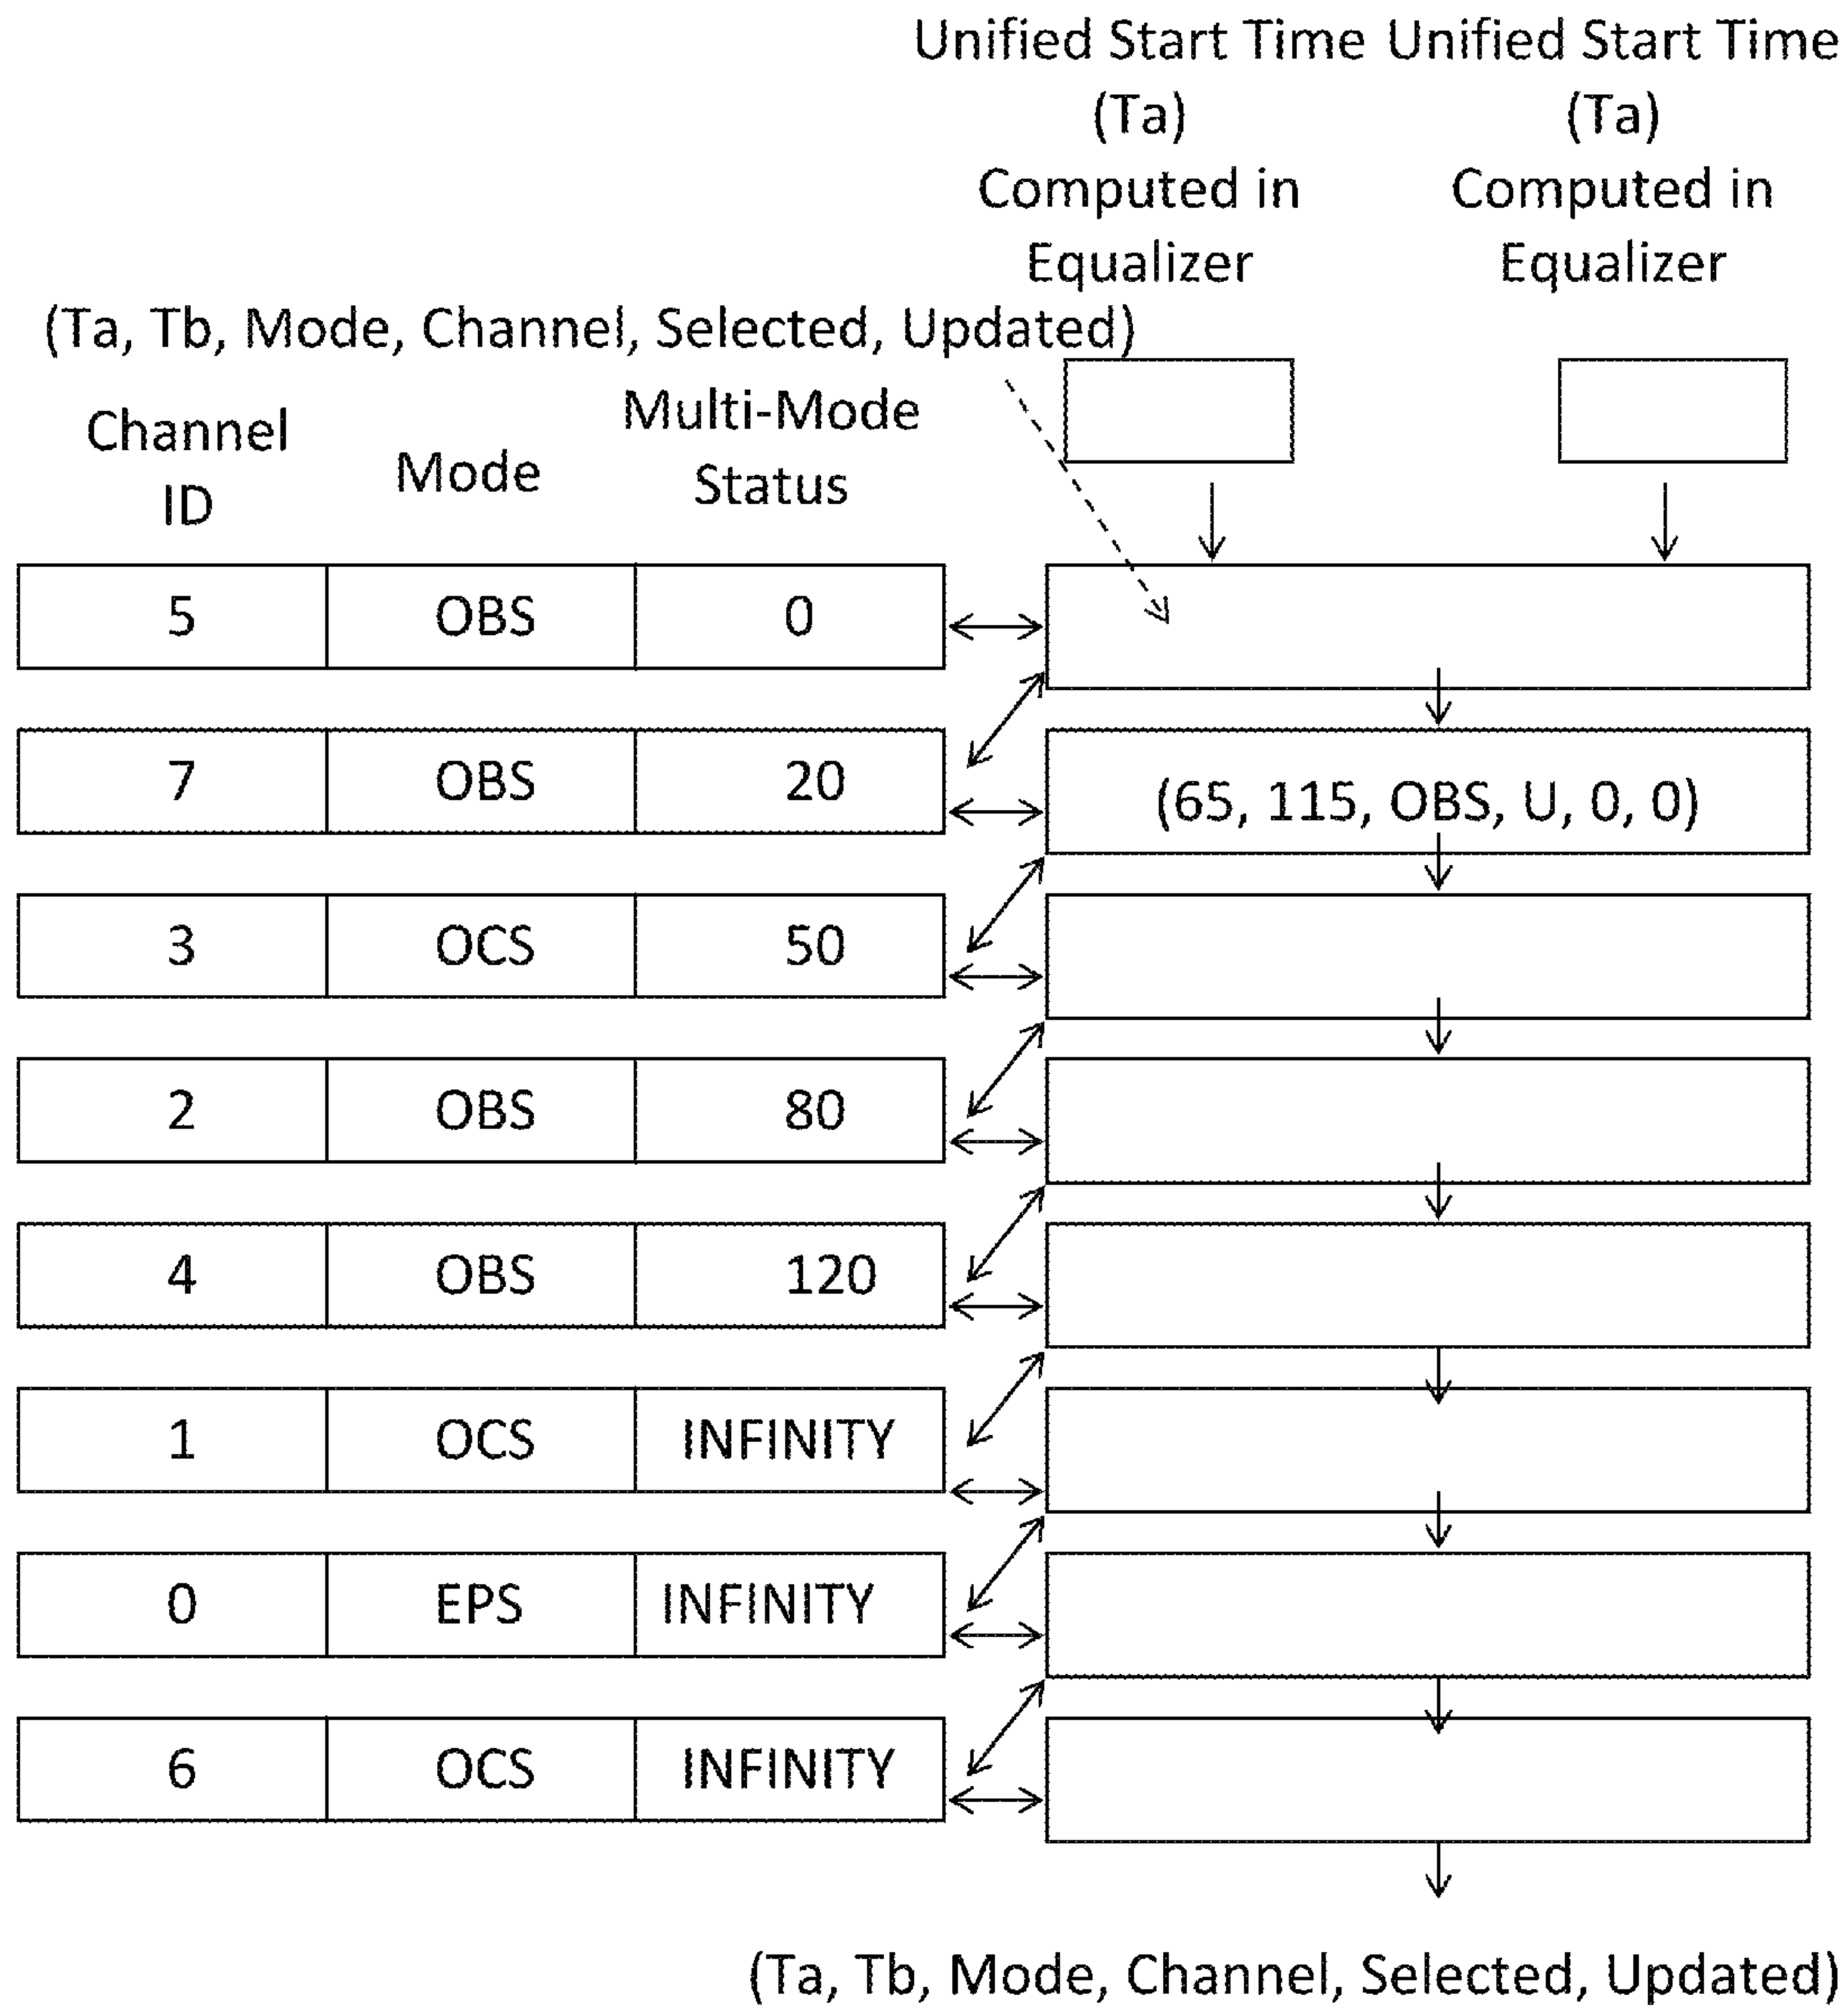 Unified Start Time Unified Start Time
(Ta) (Ta)
Computed in Computed in
Equalizer Equalizer
(Ta, Tb, Mode, Channel, Selected, Updated)
Channel ID Mode Multi-Mode Status
5 OBS 0
7 OBS 20 (65, 115, OBS, U, 0, 0)
3 OCS 50
2 OBS 80
4 OBS 120
1 OCS INFINITY
0 EPS INFINITY
6 OCS INFINITY
(Ta, Tb, Mode, Channel, Selected, Updated)